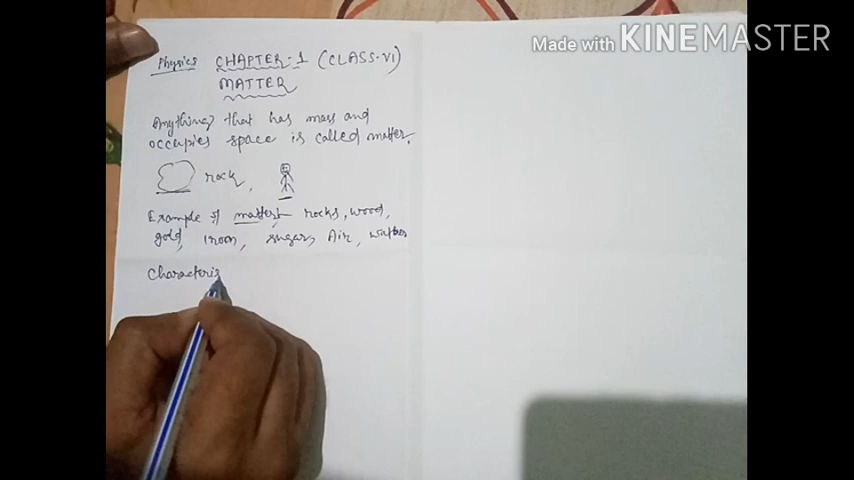 Made with KINEMASTER
Physics CHAPTER-1 (CLASS-VI)
MATTER
Anything that has mass and
occupies space is called matter.
rock,
Example of matter- rocks, wood,
gold, Iron, sugar, Air,
Characteris